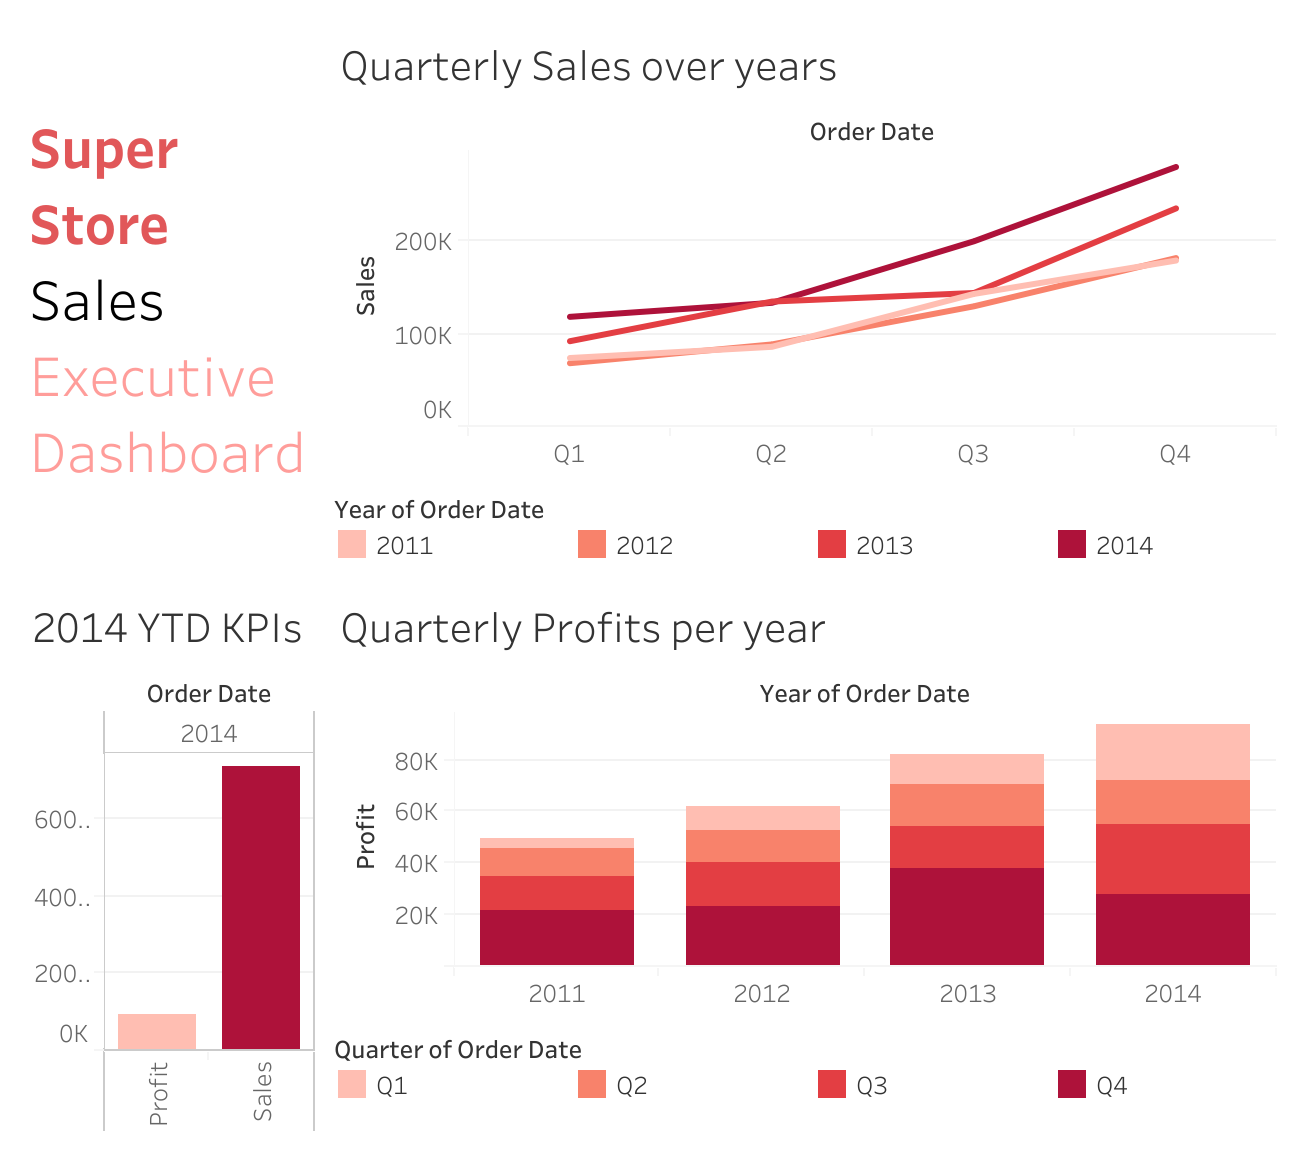 Super
Store
Sales
Executive
Dashboard
Quarterly Sales over years
Order Date
Sales
200K
100K
0K
Q1 Q2 Q3 Q4
Year of Order Date
2011 2012 2013 2014
2014 YTD KPIs
Order Date
2014
600..
400..
200..
0K
Profit Sales
Quarterly Profits per year
Year of Order Date
Profit
80K
60K
40K
20K
2011 2012 2013 2014
Quarter of Order Date
Q1 Q2 Q3 Q4